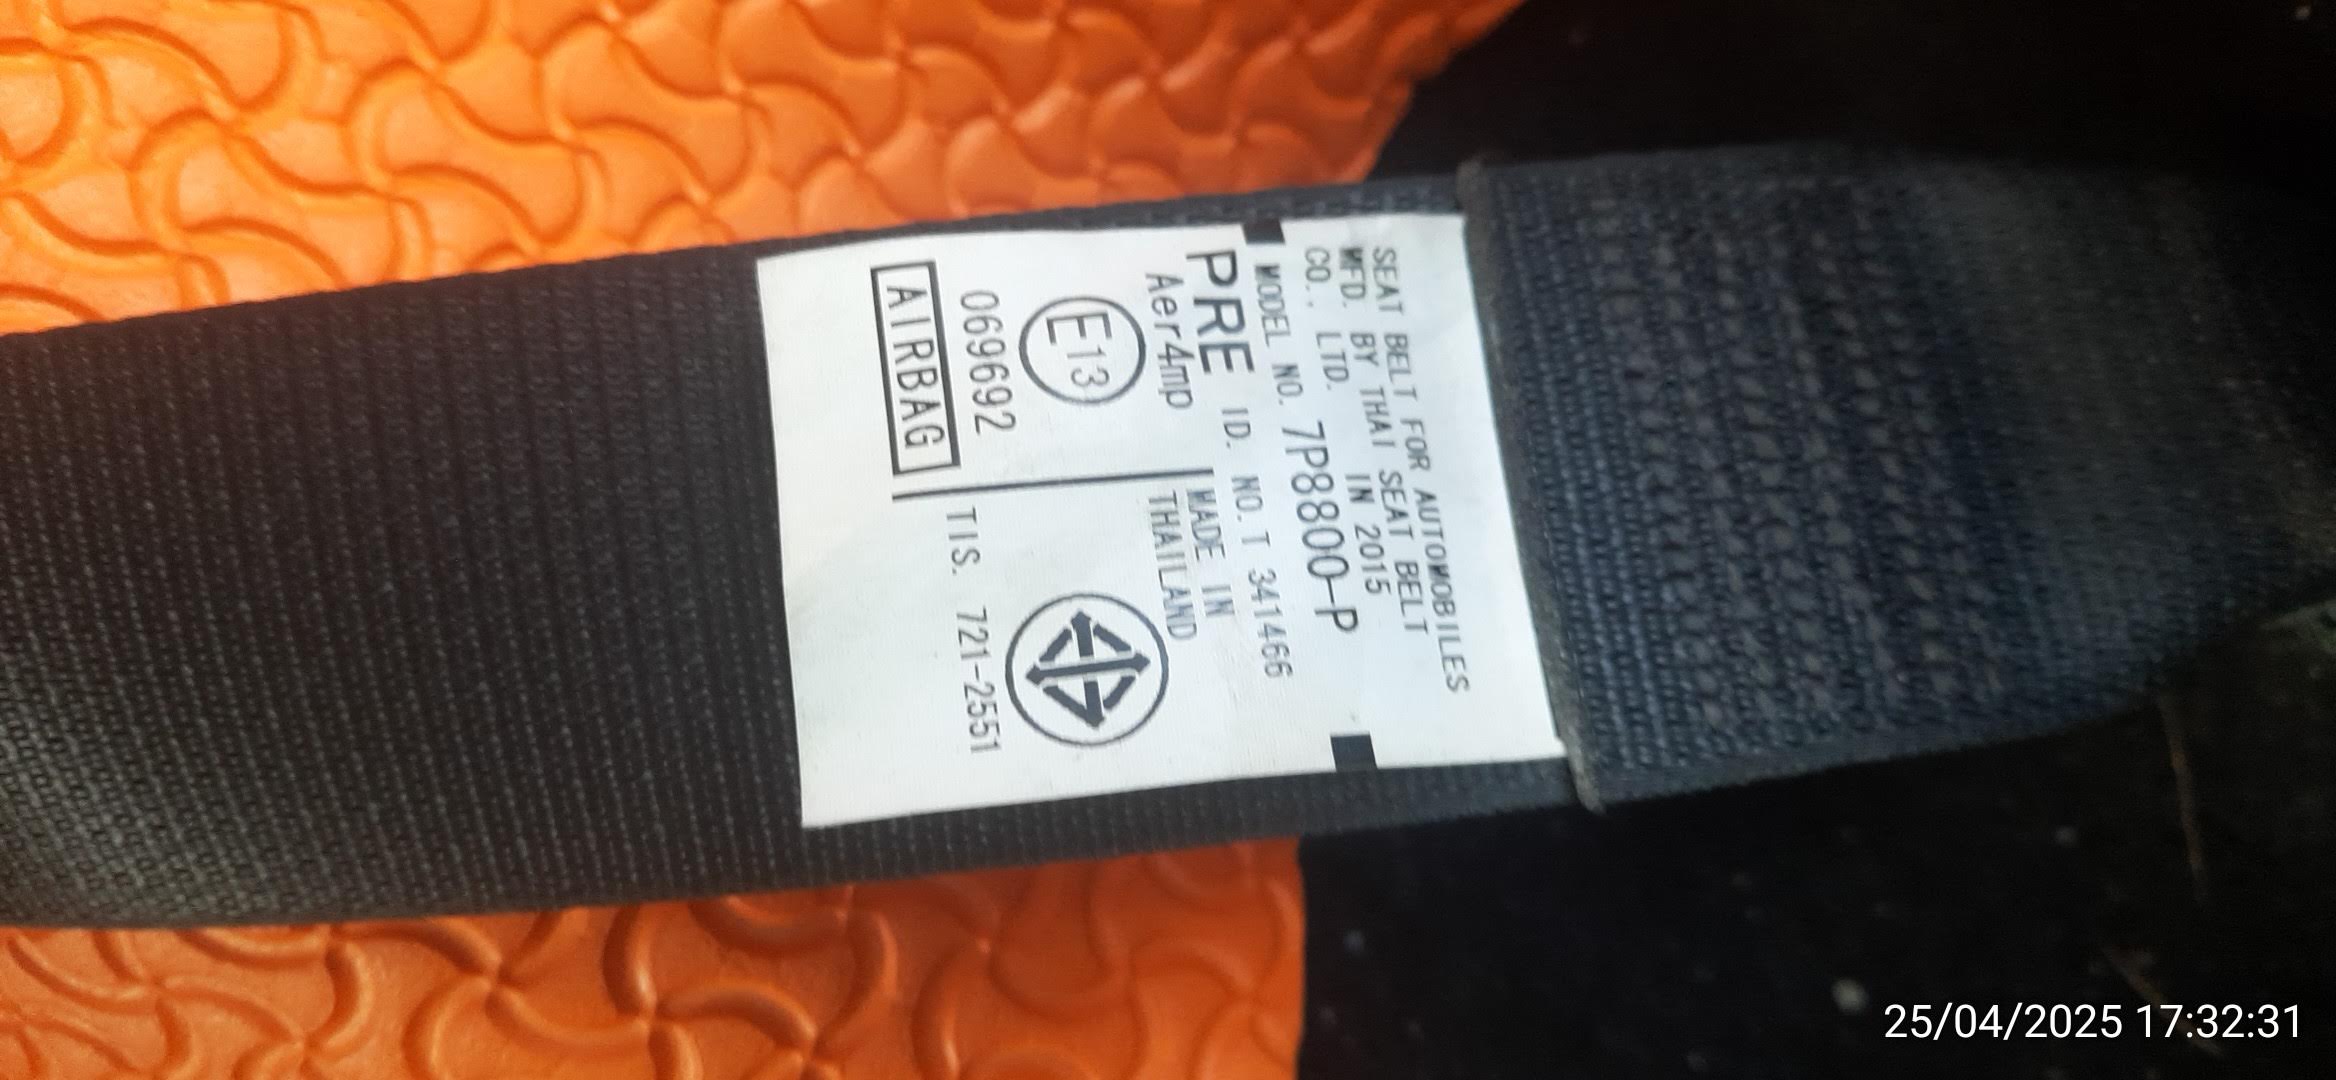 SEAT BELT FOR AUTOMOBILES
MFD. BY THAI SEAT BELT
CO., LTD. IN 2015
MODEL NO. 7P8800-P
PRE ID. NO. T 341466
Aer4mp
MADE IN
THAILAND
E13
069692
TIS. 721-2551
AIRBAG
25/04/2025 17:32:31